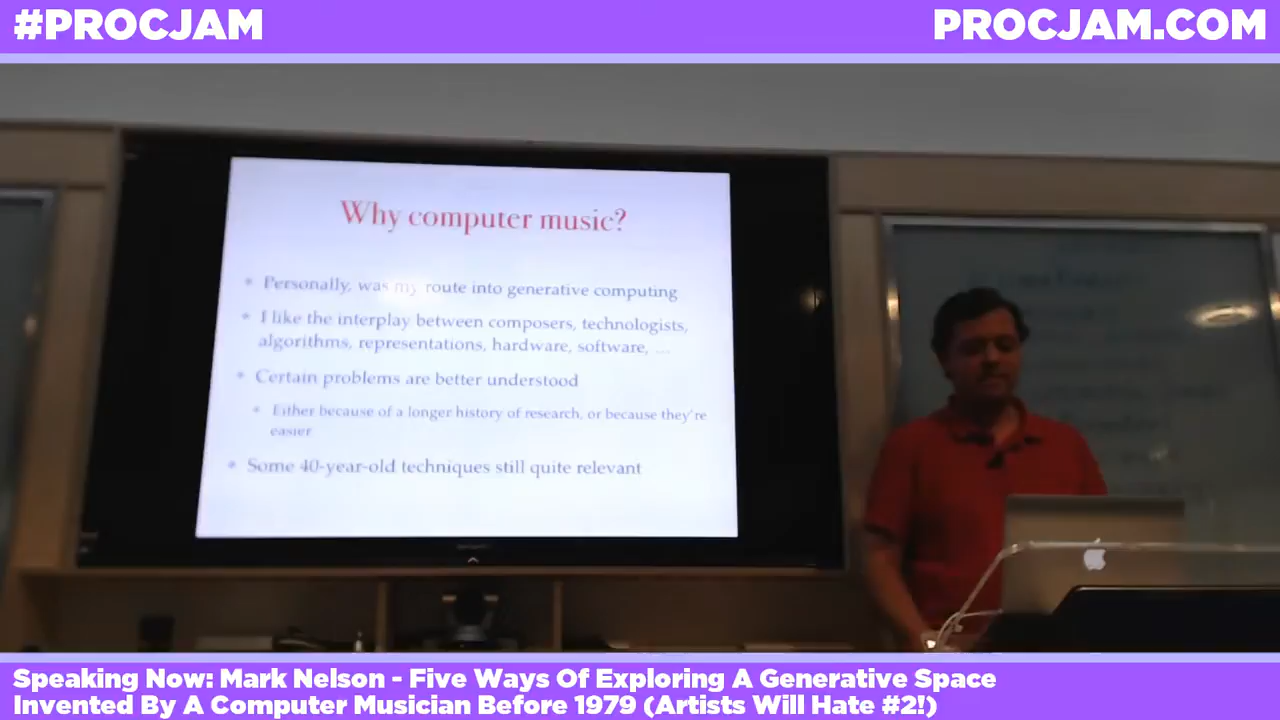 #PROCJAM
PROCJAM.COM
Why computer music?
Personally, was my route into generative computing
I like the interplay between composers, technologists,
algorithms, representations, hardware, software, ...
Certain problems are better understood
Either because of a longer history of research, or because they're
easier
Some 40-year-old techniques still quite relevant
Speaking Now: Mark Nelson - Five Ways Of Exploring A Generative Space
Invented By A Computer Musician Before 1979 (Artists Will Hate #2!)